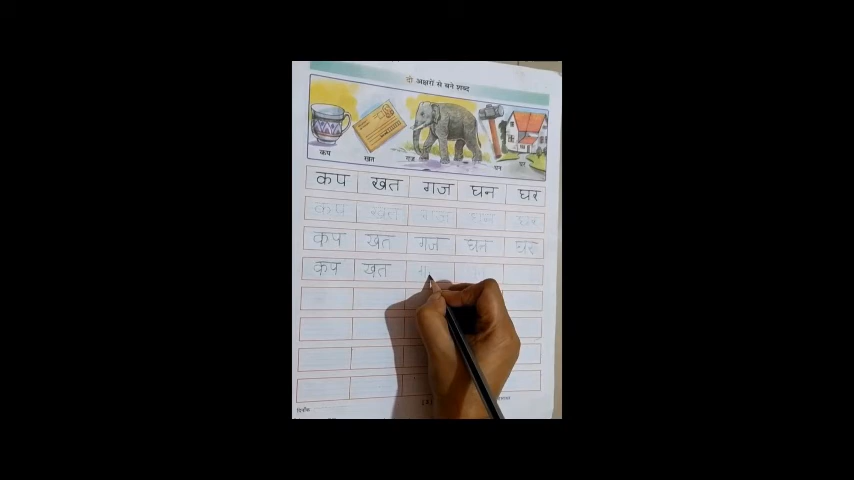 दो अक्षरों से बने शब्द
कप खत गज घन घर
कप खत गज घन घर
कप खत गज घन घर
कप खत गज घन घर
कप खत ग
दिनाँक